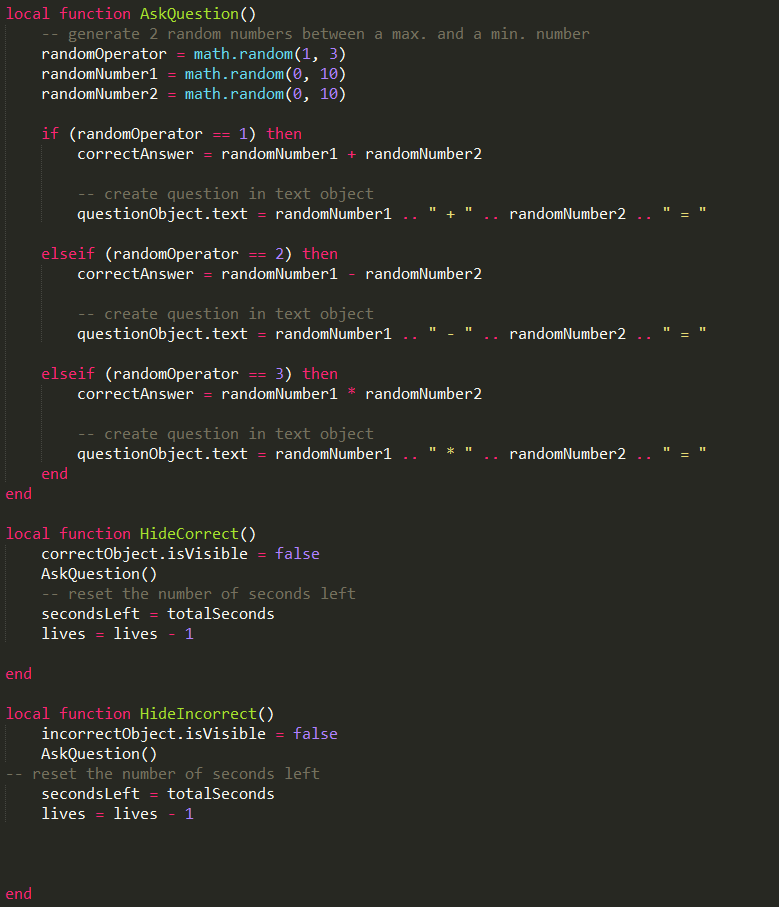 local function AskQuestion()
    -- generate 2 random numbers between a max. and a min. number
    randomOperator = math.random(1, 3)
    randomNumber1 = math.random(0, 10)
    randomNumber2 = math.random(0, 10)

    if (randomOperator == 1) then
        correctAnswer = randomNumber1 + randomNumber2

        -- create question in text object
        questionObject.text = randomNumber1 .. " + " .. randomNumber2 .. " = "

    elseif (randomOperator == 2) then
        correctAnswer = randomNumber1 - randomNumber2

        -- create question in text object
        questionObject.text = randomNumber1 .. " - " .. randomNumber2 .. " = "

    elseif (randomOperator == 3) then
        correctAnswer = randomNumber1 * randomNumber2

        -- create question in text object
        questionObject.text = randomNumber1 .. " * " .. randomNumber2 .. " = "
    end
end

local function HideCorrect()
    correctObject.isVisible = false
    AskQuestion()
    -- reset the number of seconds left
    secondsLeft = totalSeconds
    lives = lives - 1

end

local function HideIncorrect()
    incorrectObject.isVisible = false
    AskQuestion()
-- reset the number of seconds left
    secondsLeft = totalSeconds
    lives = lives - 1

end